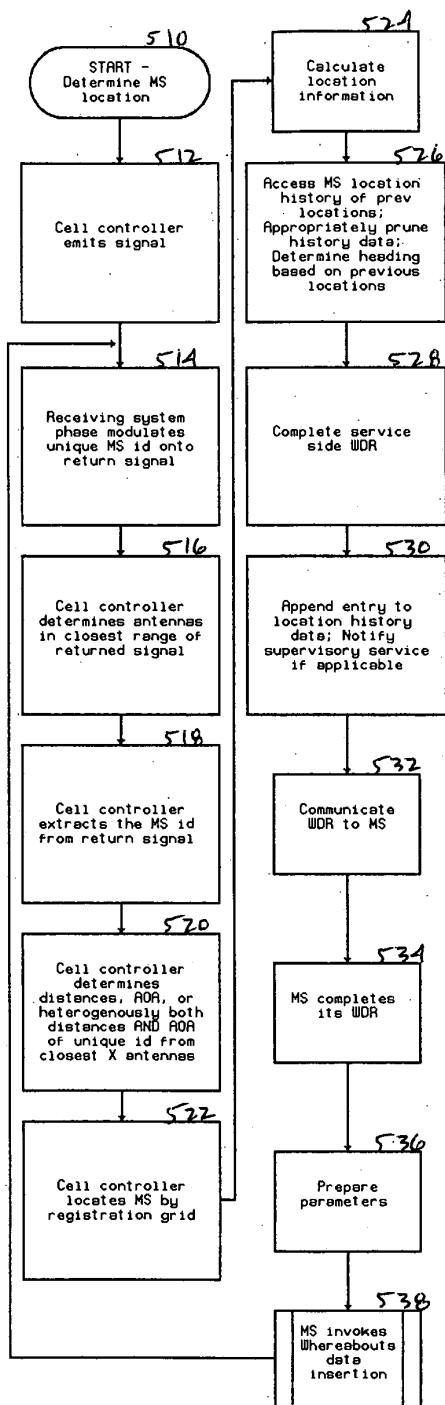 510
START -
Determine MS
location
512
Cell controller
emits signal
514
Receiving system
phase modulates
unique MS id onto
return signal
516
Cell controller
determines antennas
in closest range of
returned signal
518
Cell controller
extracts the MS id
from return signal
520
Cell controller
determines
distances, AOA, or
heterogenously both
distances AND AOA
of unique id from
closest X antennas
522
Cell controller
locates MS by
registration grid
524
Calculate
location
information
526
Access MS location
history of prev
locations;
Appropriately prune
history data;
Determine heading
based on previous
locations
528
Complete service
side WDR
530
Append entry to
location history
data; Notify
supervisory service
if applicable
532
Communicate
WDR to MS
534
MS completes
its WDR
536
Prepare
parameters
538
MS invokes
Whereabouts
data
insertion